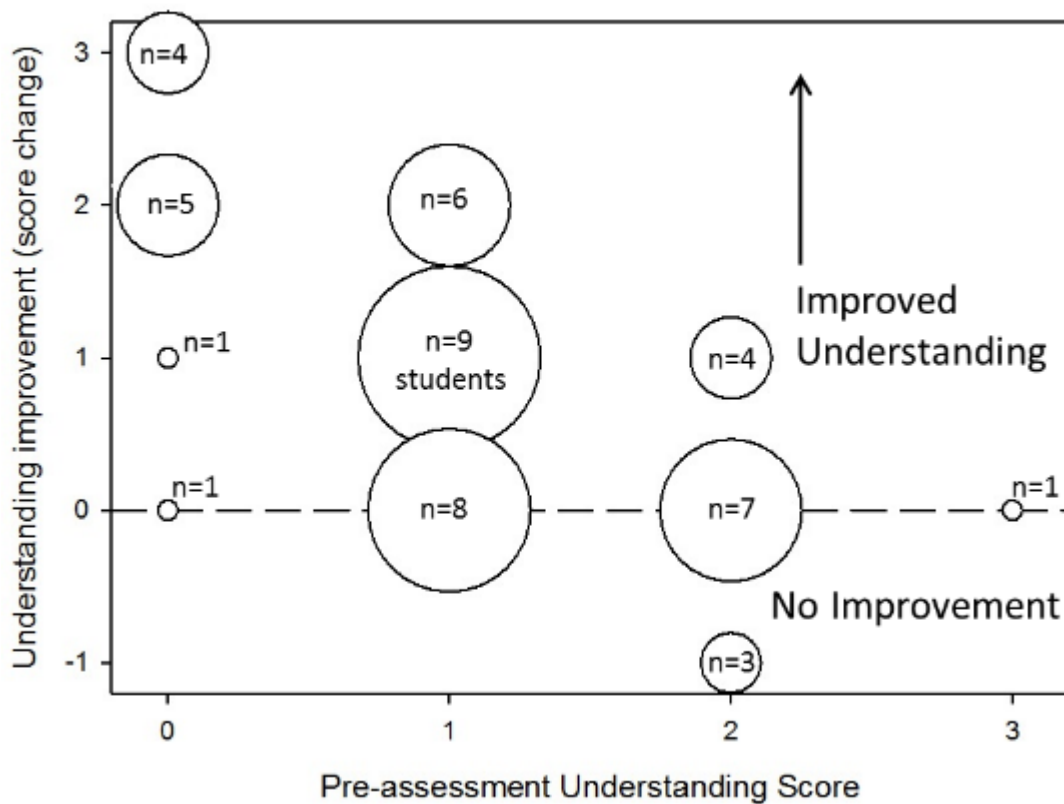 Understanding improvement (score change)
3
2
1
0
-1
n=4
n=5
n=6
n=1
n=9
students
n=4
Improved
Understanding
n=1
n=8
n=7
n=1
No Improvement
n=3
0
1
2
3
Pre-assessment Understanding Score